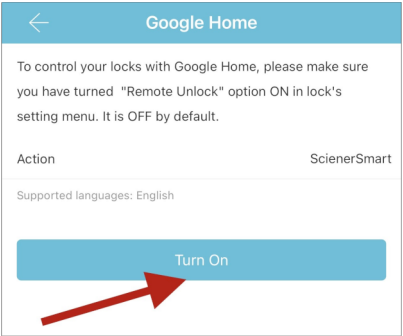 Google Home
To control your locks with Google Home, please make sure
you have turned  "Remote Unlock" option ON in lock's
setting menu. It is OFF by default.
Action ScienerSmart
Supported languages: English
Turn On